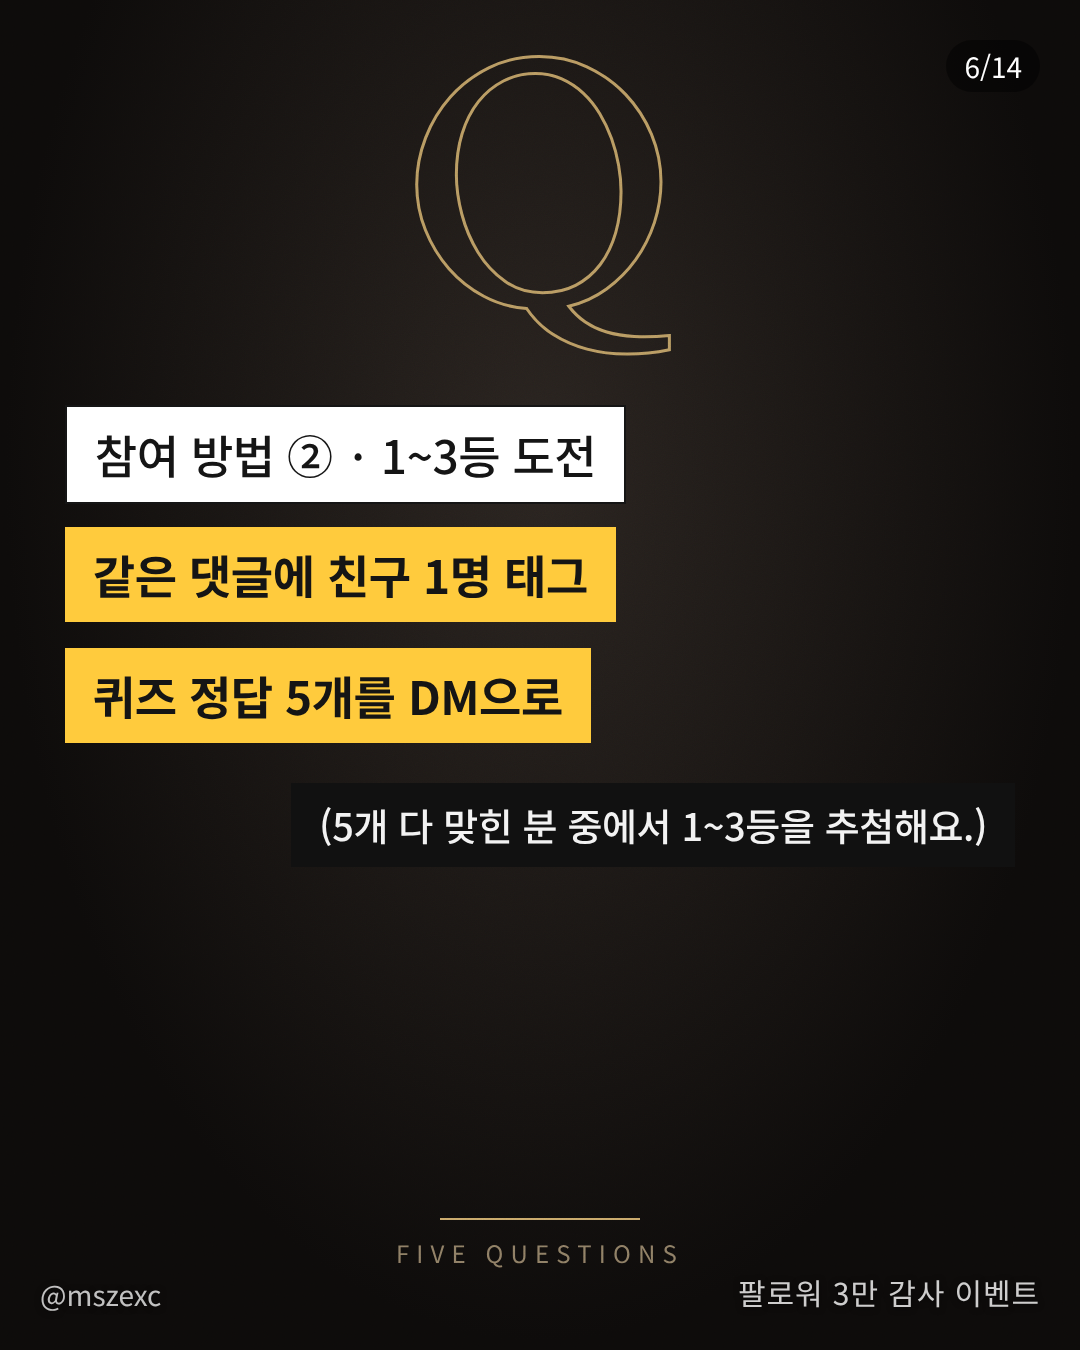 6/14
Q
참여 방법 ② · 1~3등 도전
같은 댓글에 친구 1명 태그
퀴즈 정답 5개를 DM으로
(5개 다 맞힌 분 중에서 1~3등을 추첨해요.)
FIVE QUESTIONS
@mszexc
팔로워 3만 감사 이벤트